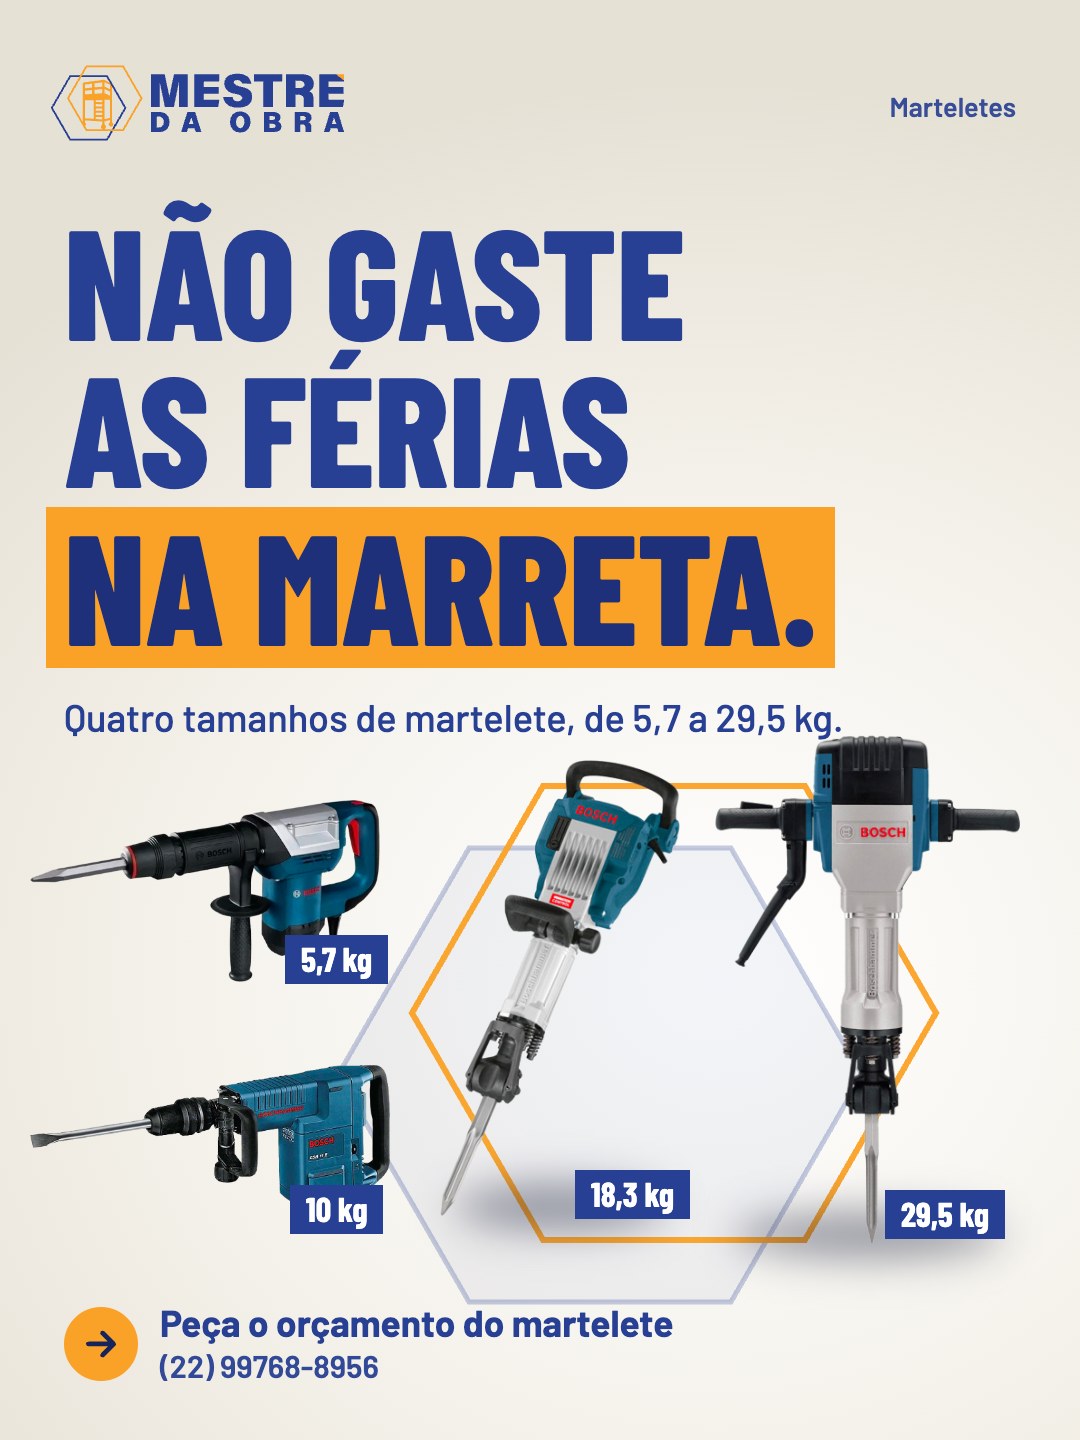 MESTRE
DA OBRA
Marteletes
NÃO GASTE
AS FÉRIAS
NA MARRETA.
Quatro tamanhos de martelete, de 5,7 a 29,5 kg.
BOSCH
BOSCH
BOSCH
5,7 kg
BOSCH
10 kg
18,3 kg
29,5 kg
Peça o orçamento do martelete
(22) 99768-8956